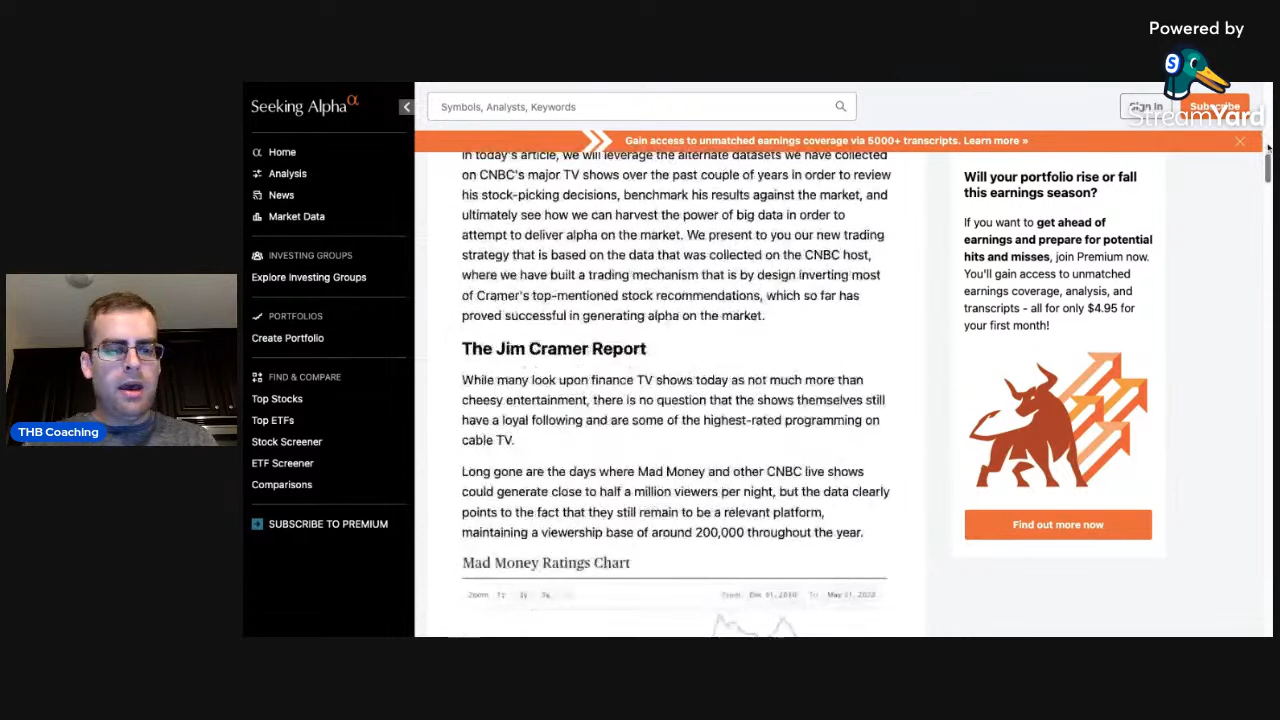 Powered by
StreamYard
Seeking Alphaα
Symbols, Analysts, Keywords
Sign In
Subscribe
Gain access to unmatched earnings coverage via 5000+ transcripts. Learn more »
Home
Analysis
News
Market Data
INVESTING GROUPS
Explore Investing Groups
PORTFOLIOS
Create Portfolio
FIND & COMPARE
Top Stocks
Top ETFs
Stock Screener
ETF Screener
Comparisons
SUBSCRIBE TO PREMIUM
In today's article, we will leverage the alternate datasets we have collected
on CNBC's major TV shows over the past couple of years in order to review
his stock-picking decisions, benchmark his results against the market, and
ultimately see how we can harvest the power of big data in order to
attempt to deliver alpha on the market. We present to you our new trading
strategy that is based on the data that was collected on the CNBC host,
where we have built a trading mechanism that is by design inverting most
of Cramer's top-mentioned stock recommendations, which so far has
proved successful in generating alpha on the market.
The Jim Cramer Report
While many look upon finance TV shows today as not much more than
cheesy entertainment, there is no question that the shows themselves still
have a loyal following and are some of the highest-rated programming on
cable TV.
Long gone are the days where Mad Money and other CNBC live shows
could generate close to half a million viewers per night, but the data clearly
points to the fact that they still remain to be a relevant platform,
maintaining a viewership base of around 200,000 throughout the year.
Mad Money Ratings Chart
Zoom
From
To
Will your portfolio rise or fall
this earnings season?
If you want to get ahead of
earnings and prepare for potential
hits and misses, join Premium now.
You'll gain access to unmatched
earnings coverage, analysis, and
transcripts - all for only $4.95 for
your first month!
Find out more now
THB Coaching